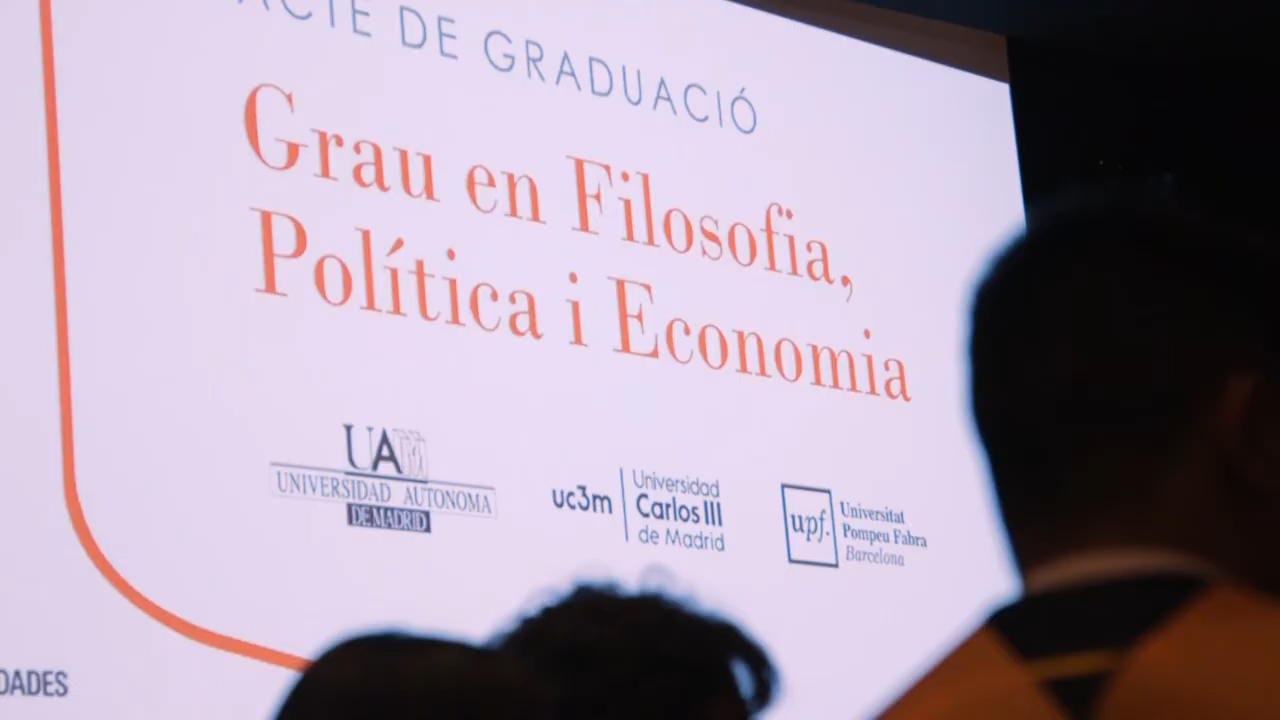 ACTE DE GRADUACIÓ
Grau en Filosofia,
Política i Economia
UAM
UNIVERSIDAD AUTONOMA
DE MADRID
uc3m
Universidad
Carlos III
de Madrid
upf.
Universitat
Pompeu Fabra
Barcelona
DADES